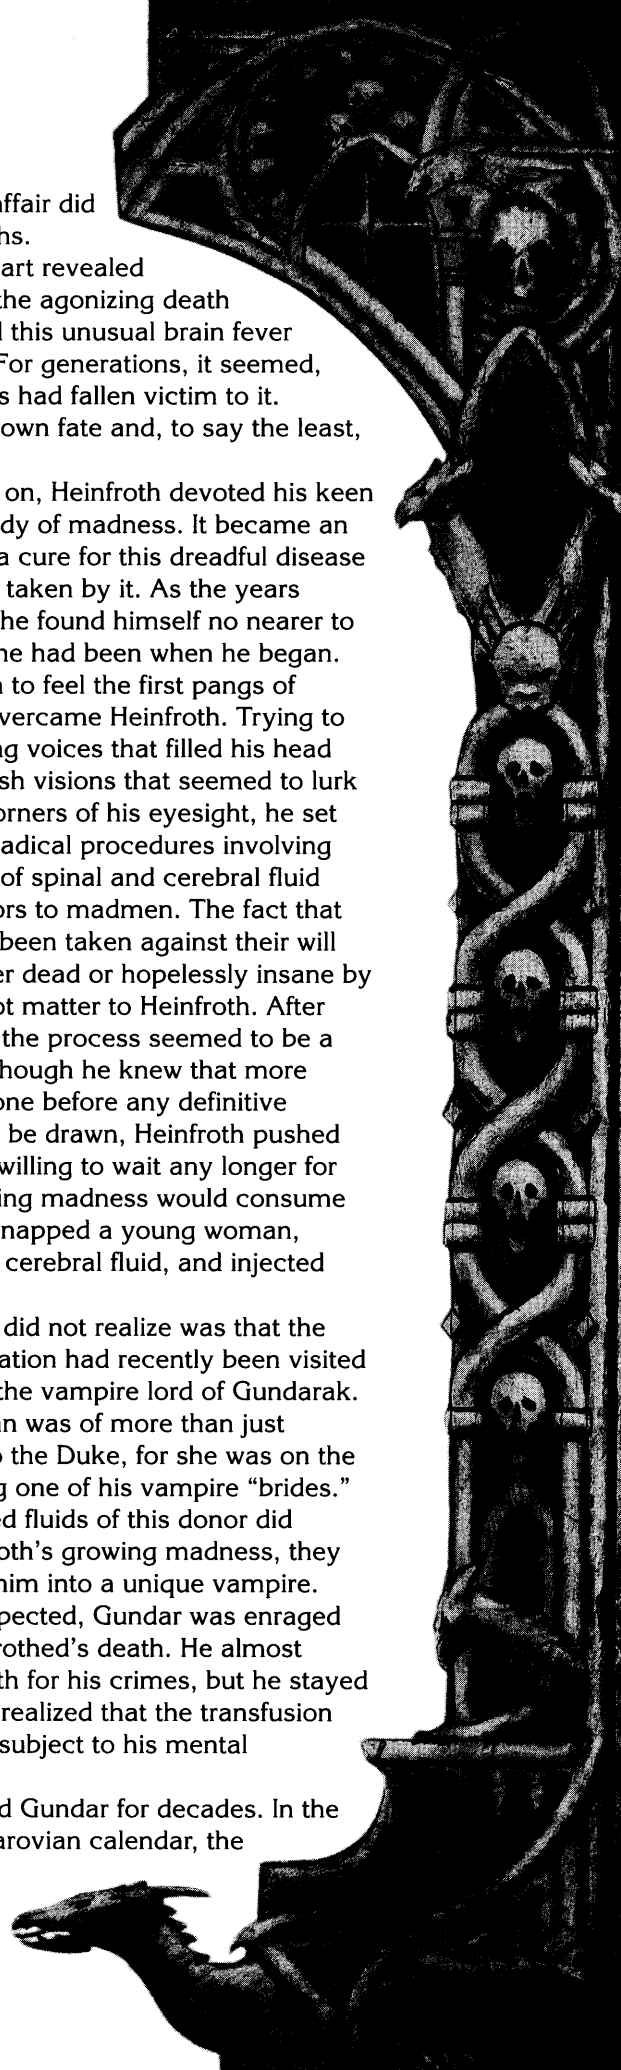 ffair did
hs.
art revealed
the agonizing death
this unusual brain fever
For generations, it seemed,
s had fallen victim to it.
own fate and, to say the least,
on, Heinfroth devoted his keen
dy of madness. It became an
a cure for this dreadful disease
taken by it. As the years
he found himself no nearer to
he had been when he began.
to feel the first pangs of
vercame Heinfroth. Trying to
ng voices that filled his head
sh visions that seemed to lurk
orners of his eyesight, he set
adical procedures involving
of spinal and cerebral fluid
ors to madmen. The fact that
been taken against their will
er dead or hopelessly insane by
ot matter to Heinfroth. After
the process seemed to be a
hough he knew that more
one before any definitive
be drawn, Heinfroth pushed
willing to wait any longer for
ing madness would consume
napped a young woman,
cerebral fluid, and injected
did not realize was that the
ation had recently been visited
the vampire lord of Gundarak.
an was of more than just
o the Duke, for she was on the
g one of his vampire “brides.”
ed fluids of this donor did
oth's growing madness, they
him into a unique vampire.
pected, Gundar was enraged
rothed's death. He almost
th for his crimes, but he stayed
realized that the transfusion
subject to his mental
d Gundar for decades. In the
arovian calendar, the